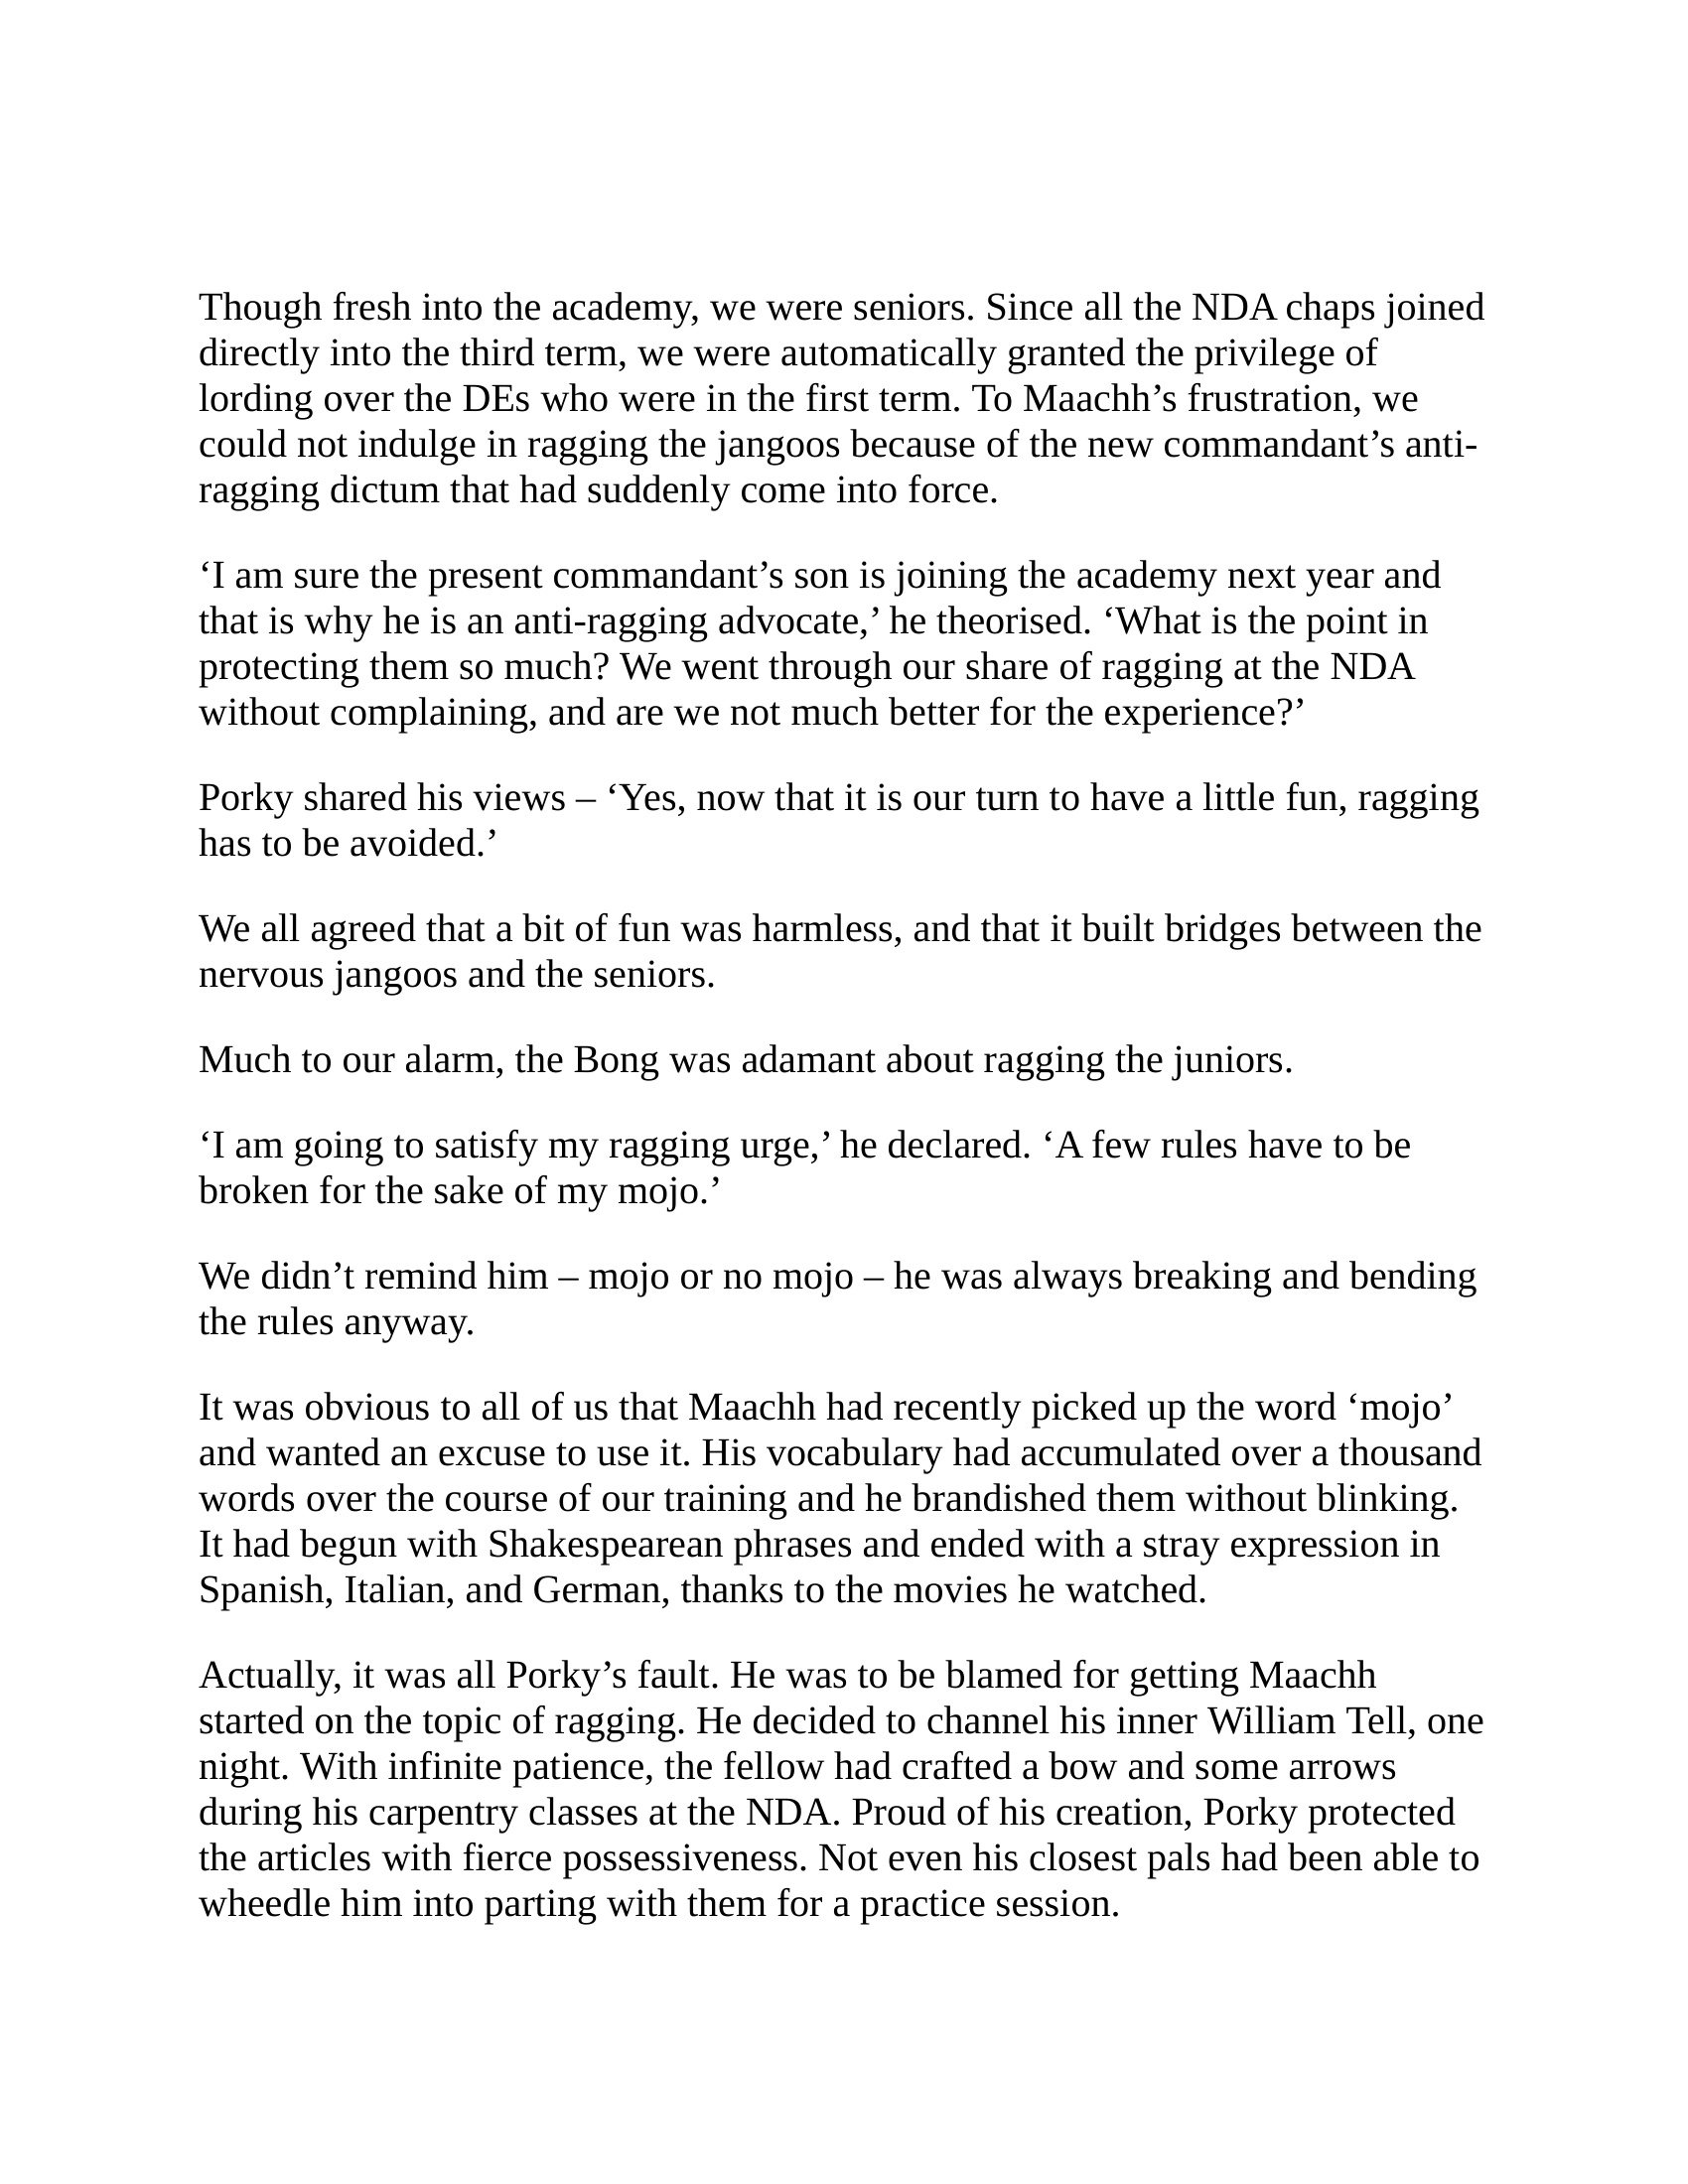 Though fresh into the academy, we were seniors. Since all the NDA chaps joined
directly into the third term, we were automatically granted the privilege of
lording over the DEs who were in the first term. To Maachh’s frustration, we
could not indulge in ragging the jangoos because of the new commandant’s anti-
ragging dictum that had suddenly come into force.
‘I am sure the present commandant’s son is joining the academy next year and
that is why he is an anti-ragging advocate,’ he theorised. ‘What is the point in
protecting them so much? We went through our share of ragging at the NDA
without complaining, and are we not much better for the experience?’
Porky shared his views – ‘Yes, now that it is our turn to have a little fun, ragging
has to be avoided.’
We all agreed that a bit of fun was harmless, and that it built bridges between the
nervous jangoos and the seniors.
Much to our alarm, the Bong was adamant about ragging the juniors.
‘I am going to satisfy my ragging urge,’ he declared. ‘A few rules have to be
broken for the sake of my mojo.’
We didn’t remind him – mojo or no mojo – he was always breaking and bending
the rules anyway.
It was obvious to all of us that Maachh had recently picked up the word ‘mojo’
and wanted an excuse to use it. His vocabulary had accumulated over a thousand
words over the course of our training and he brandished them without blinking.
It had begun with Shakespearean phrases and ended with a stray expression in
Spanish, Italian, and German, thanks to the movies he watched.
Actually, it was all Porky’s fault. He was to be blamed for getting Maachh
started on the topic of ragging. He decided to channel his inner William Tell, one
night. With infinite patience, the fellow had crafted a bow and some arrows
during his carpentry classes at the NDA. Proud of his creation, Porky protected
the articles with fierce possessiveness. Not even his closest pals had been able to
wheedle him into parting with them for a practice session.